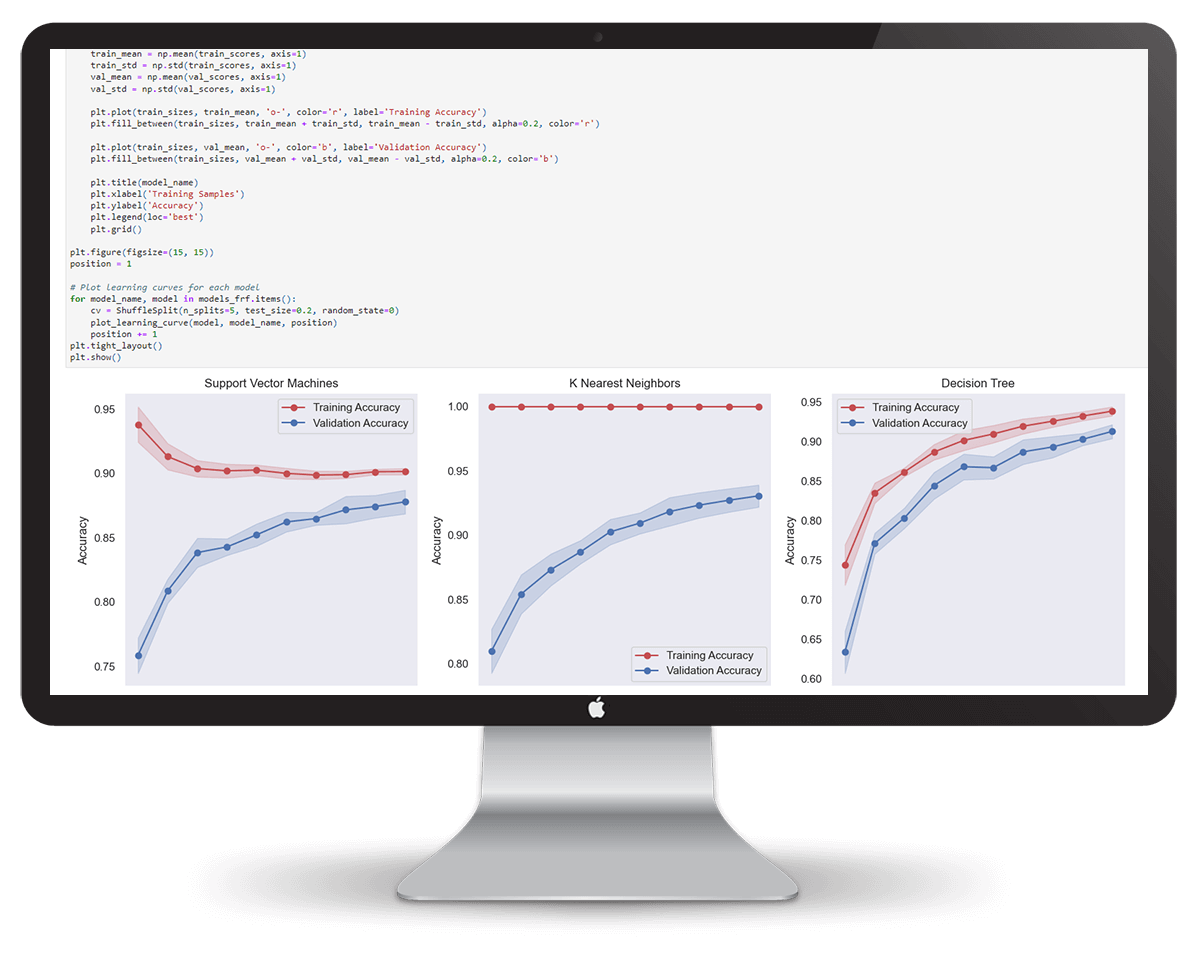 train_mean = np.mean(train_scores, axis=1)
train_std = np.std(train_scores, axis=1)
val_mean = np.mean(val_scores, axis=1)
val_std = np.std(val_scores, axis=1)
plt.plot(train_sizes, train_mean, 'o-', color='r', label='Training Accuracy')
plt.fill_between(train_sizes, train_mean + train_std, train_mean - train_std, alpha=0.2, color='r')
plt.plot(train_sizes, val_mean, 'o-', color='b', label='Validation Accuracy')
plt.fill_between(train_sizes, val_mean + val_std, val_mean - val_std, alpha=0.2, color='b')
plt.title(model_name)
plt.xlabel('Training Samples')
plt.ylabel('Accuracy')
plt.legend(loc='best')
plt.grid()
plt.figure(figsize=(15, 15))
position = 1
# Plot learning curves for each model
for model_name, model in models_frf.items():
cv = ShuffleSplit(n_splits=5, test_size=0.2, random_state=0)
plot_learning_curve(model, model_name, position)
position += 1
plt.tight_layout()
plt.show()
Support Vector Machines
Training Accuracy
Validation Accuracy
Accuracy
0.95
0.90
0.85
0.80
0.75
K Nearest Neighbors
Training Accuracy
Validation Accuracy
Accuracy
1.00
0.95
0.90
0.85
0.80
Decision Tree
Training Accuracy
Validation Accuracy
Accuracy
0.95
0.90
0.85
0.80
0.75
0.70
0.65
0.60